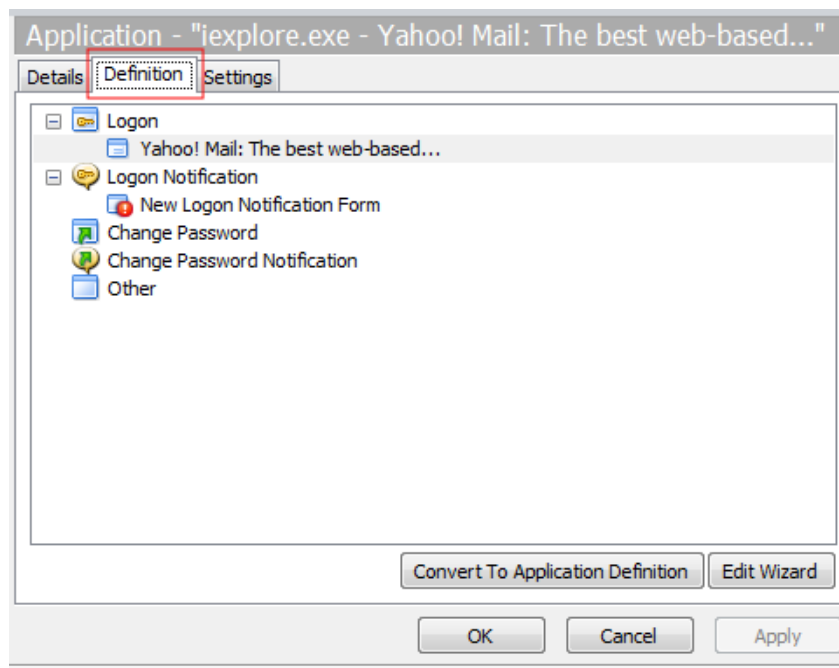 Application - "iexplore.exe - Yahoo! Mail: The best web-based..."
Details Definition Settings
Logon
Yahoo! Mail: The best web-based...
Logon Notification
New Logon Notification Form
Change Password
Change Password Notification
Other
Convert To Application Definition Edit Wizard
OK Cancel Apply